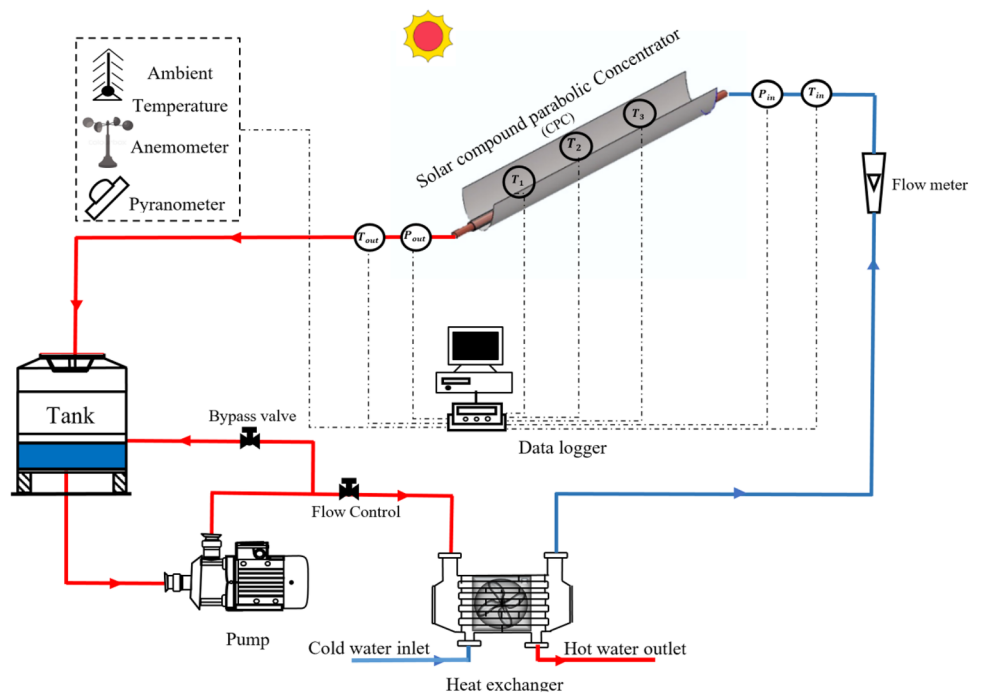 Ambient
Temperature
Anemometer
Pyranometer
Solar compound parabolic Concentrator
(CPC)
T1
T2
T3
Pin
Tin
Flow meter
Tout
Pout
Tank
Bypass valve
Data logger
Flow Control
Pump
Cold water inlet
Hot water outlet
Heat exchanger